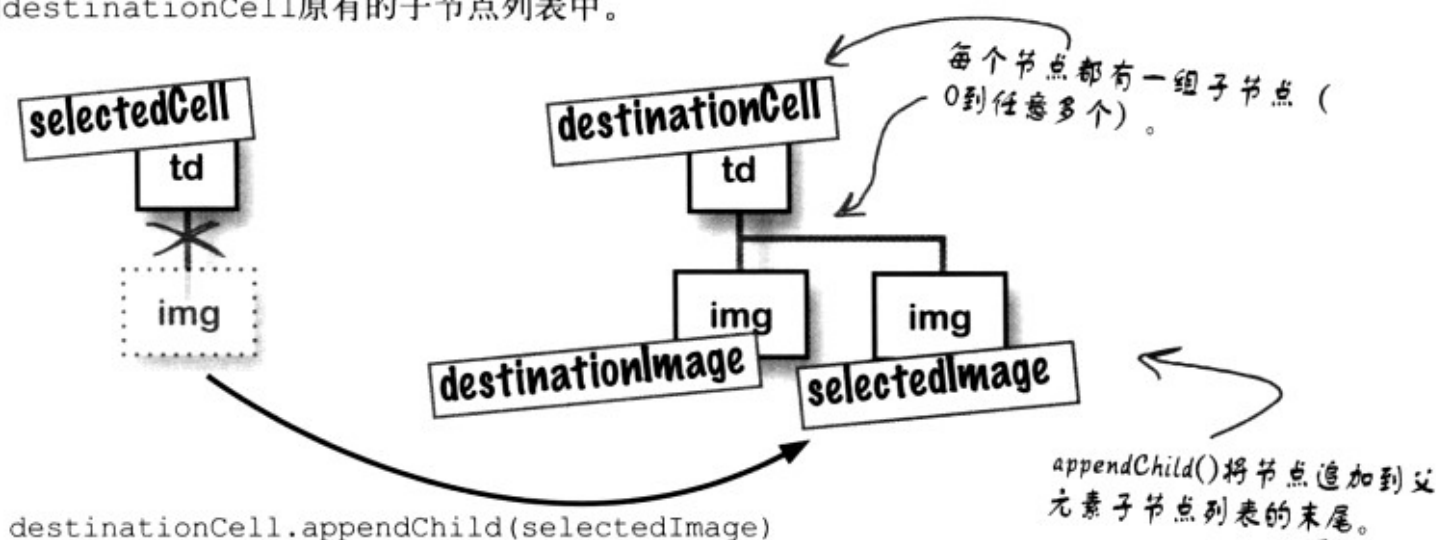 destinationCell原有的子节点列表中。
每个节点都有一组子节点（
0到任意多个）。
selectedCell
destinationCell
td
td
img
img
img
destinationImage
selectedImage
appendChild()将节点追加到父
元素子节点列表的末尾。
destinationCell.appendChild(selectedImage)